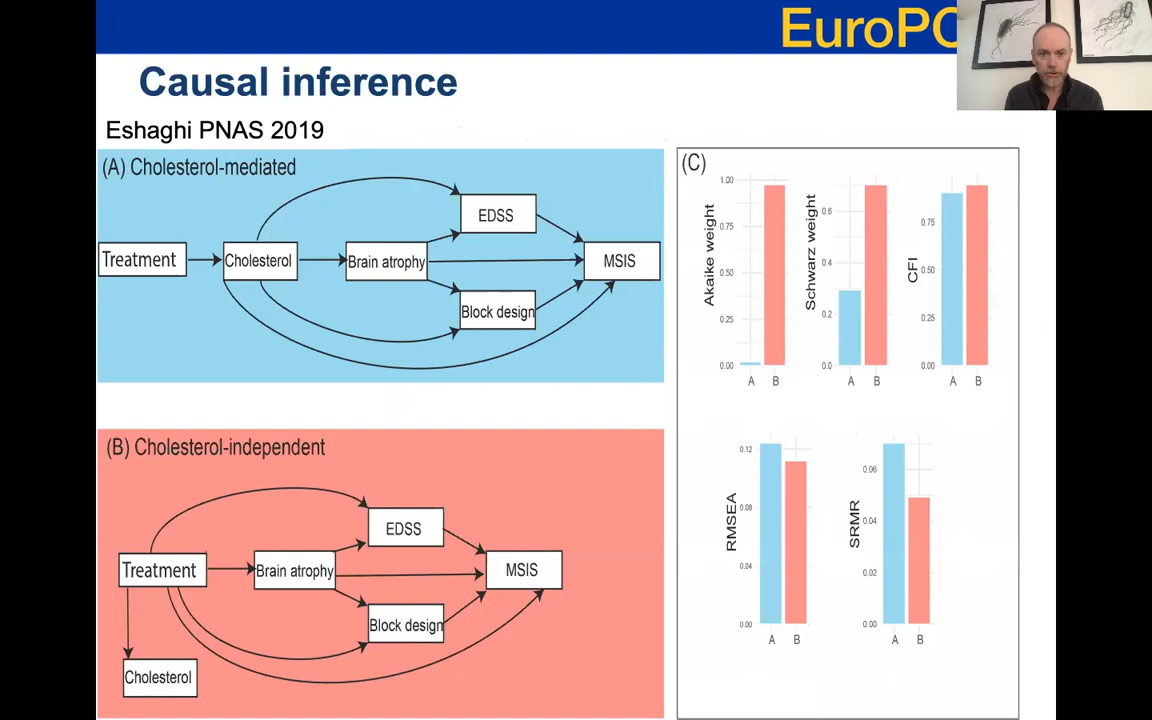 EuroPO
Causal inference
Eshaghi PNAS 2019
(A) Cholesterol-mediated
Treatment
Cholesterol
Brain atrophy
EDSS
Block design
MSIS
(B) Cholesterol-independent
Treatment
Cholesterol
Brain atrophy
EDSS
Block design
MSIS
(C)
Akaike weight
1.00
0.75
0.50
0.25
0.00
A B
Schwarz weight
0.6
0.4
0.2
0.0
A B
CFI
0.75
0.50
0.25
0.00
A B
RMSEA
0.12
0.08
0.04
0.00
A B
SRMR
0.06
0.04
0.02
0.00
A B